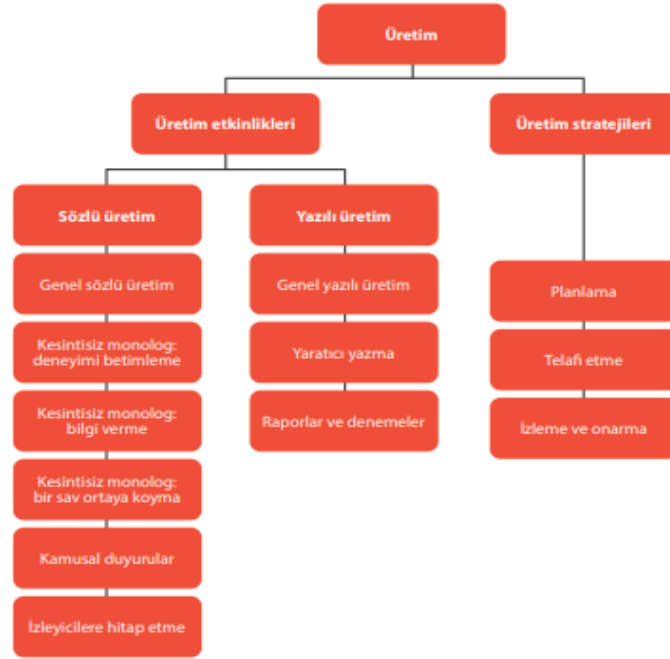 Üretim
Üretim etkinlikleri
Üretim stratejileri
Sözlü üretim
Yazılı üretim
Genel sözlü üretim
Genel yazılı üretim
Planlama
Kesintisiz monolog:
deneyimi betimleme
Yaratıcı yazma
Telafi etme
Kesintisiz monolog:
bilgi verme
Raporlar ve denemeler
İzleme ve onarma
Kesintisiz monolog:
bir sav ortaya koyma
Kamusal duyurular
İzleyicilere hitap etme